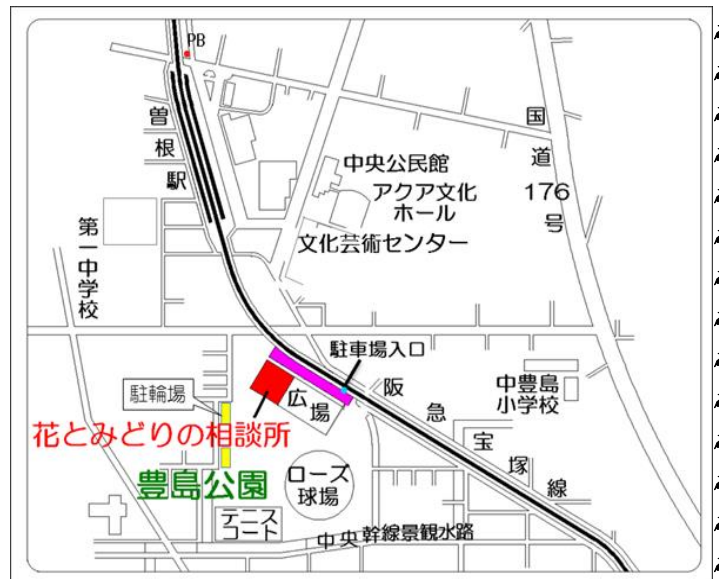 PB
曽根駅
国道176号
中央公民館
アクア文化
ホール
文化芸術センター
第一中学校
駐車場入口
阪急宝塚線
中豊島
小学校
駐輪場
広場
花とみどりの相談所
豊島公園
ローズ
球場
テニス
コート
中央幹線景観水路